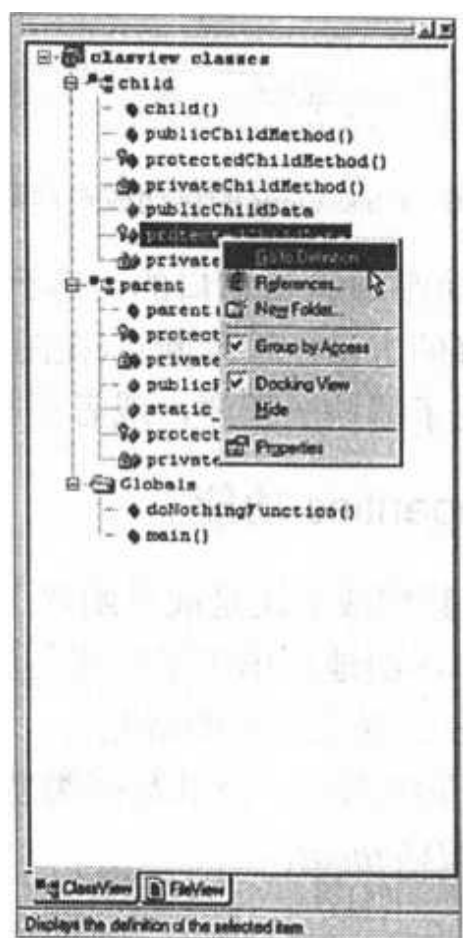 clasview classes
child
child()
publicChildMethod()
protectedChildMethod()
privateChildMethod()
publicChildData
private
parent
parent
protect
private
static_
protect
private
Globals
doNothingFunction()
main()
Go to Definition
References...
New Folder...
Group by Access
Docking View
Hide
Properties
ClassView
FileView
Displays the definition of the selected item